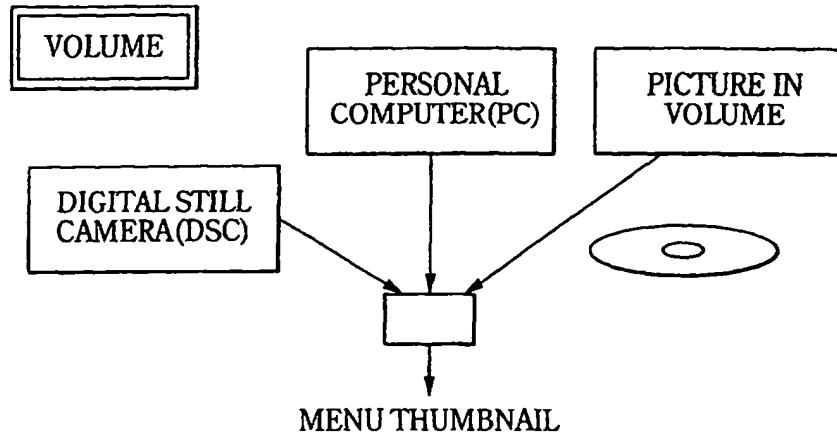 VOLUME
PERSONAL
COMPUTER(PC)
PICTURE IN
VOLUME
DIGITAL STILL
CAMERA(DSC)
MENU THUMBNAIL